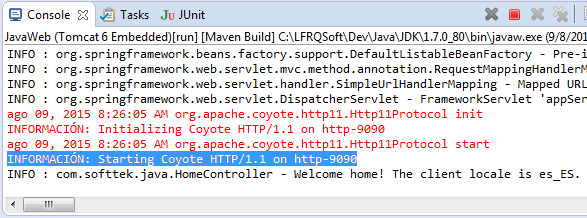 Console Tasks JUnit
JavaWeb (Tomcat 6 Embedded)[run] [Maven Build] C:\LFRQSoft\Dev\Java\JDK\1.7.0_80\bin\javaw.exe (9/8/201
INFO : org.springframework.beans.factory.support.DefaultListableBeanFactory - Pre-i
INFO : org.springframework.web.servlet.mvc.method.annotation.RequestMappingHandlerM
INFO : org.springframework.web.servlet.handler.SimpleUrlHandlerMapping - Mapped URL
INFO : org.springframework.web.servlet.DispatcherServlet - FrameworkServlet 'appSer
ago 09, 2015 8:26:05 AM org.apache.coyote.http11.Http11Protocol init
INFORMACIÓN: Initializing Coyote HTTP/1.1 on http-9090
ago 09, 2015 8:26:05 AM org.apache.coyote.http11.Http11Protocol start
INFORMACIÓN: Starting Coyote HTTP/1.1 on http-9090
INFO : com.softtek.java.HomeController - Welcome home! The client locale is es_ES.